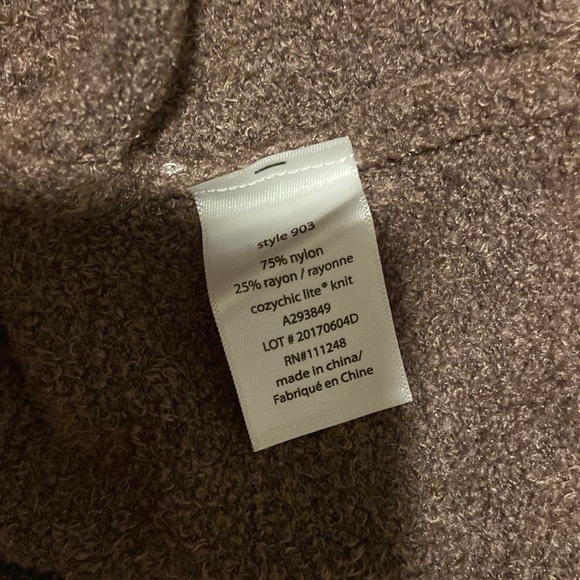 style 903
75% nylon
25% rayon / rayonne
cozychic lite® knit
A293849
LOT # 20170604D
RN#111248
made in china/
Fabriqué en Chine